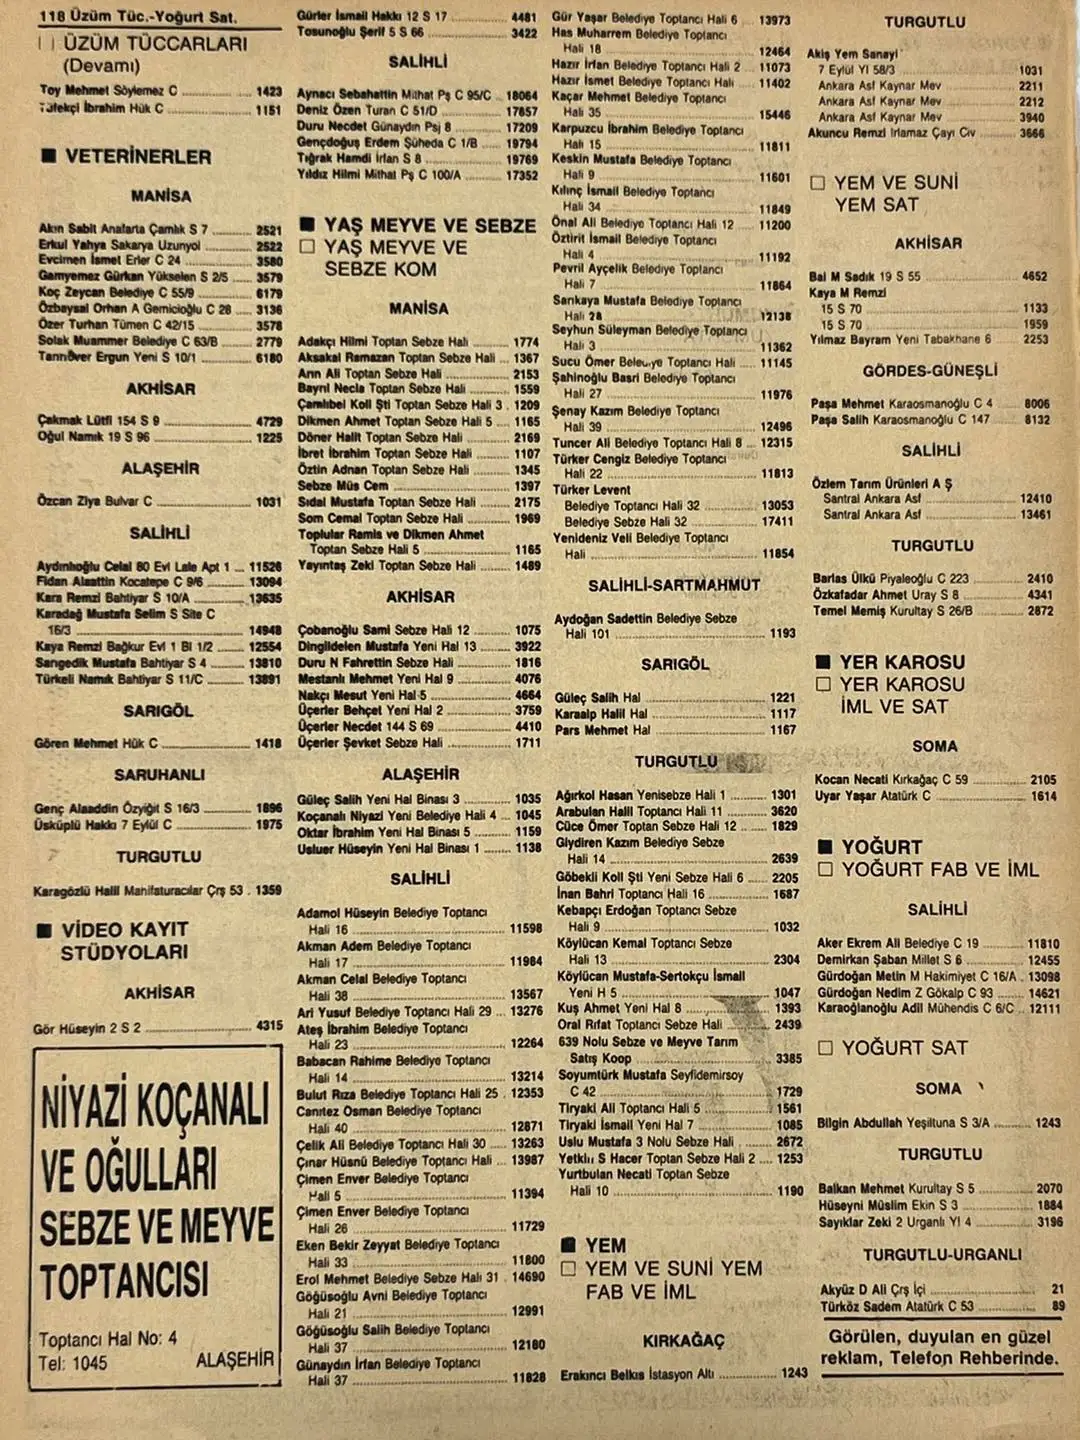 118 Üzüm Tüc.-Yoğurt Sat.
ÜZÜM TÜCCARLARI
(Devamı)
Toy Mehmet Söylemez C 1423
Tüfekçi İbrahim Hük C 1151
VETERİNERLER
MANİSA
Akın Sabit Anafarta Çamlık S 7 2521
Erkul Yahya Sakarya Uzunyol 2522
Evcimen İsmet Erler C 24 3580
Gamyemez Gürkan Yükselen S 2/5 3579
Koç Zeycan Belediye C 55/9 6179
Özbaysal Orhan A Gemicioğlu C 28 3136
Özer Turhan Tümen C 42/15 3578
Solak Muammer Belediye C 63/B 2779
Tanrıöver Ergun Yeni S 10/1 6180
AKHİSAR
Çakmak Lütfi 154 S 9 4729
Oğul Namık 19 S 96 1225
ALAŞEHİR
Özcan Ziya Bulvar C 1031
SALİHLİ
Aydınlıoğlu Celal 80 Evl Lale Apt 1 11526
Fidan Alaattin Kocatepe C 9/6 13094
Kara Remzi Bahtiyar S 10/A 13635
Karadağ Mustafa Selim S Site C
16/3 14948
Kaya Remzi Bağkur Evl 1 Bl 1/2 12554
Sarıgedik Mustafa Bahtiyar S 4 13810
Türkeli Namık Bahtiyar S 11/C 13891
SARIGÖL
Gören Mehmet Hük C 1418
SARUHANLI
Genç Alaaddin Özyiğit S 16/3 1896
Üsküplü Hakkı 7 Eylül C 1975
TURGUTLU
Karagözlü Halil Manifaturacılar Çrş 53 1359
VİDEO KAYIT
STÜDYOLARI
AKHİSAR
Gör Hüseyin 2 S 2 4315
NİYAZİ KOÇANALI
VE OĞULLARI
SEBZE VE MEYVE
TOPTANCISI
Toptancı Hal No: 4
Tel: 1045 ALAŞEHİR
Gürler İsmail Hakkı 12 S 17 4481
Tosunoğlu Şerif 5 S 66 3422
SALİHLİ
Aynacı Sebahattin Mithat Pş C 95/C 18064
Deniz Özen Turan C 51/D 17857
Duru Necdet Günaydın Psj 8 17209
Gençdoğuş Erdem Şüheda C 1/B 19794
Tığrak Hamdi İrfan S 8 19769
Yıldız Hilmi Mithat Pş C 100/A 17352
YAŞ MEYVE VE SEBZE
YAŞ MEYVE VE
SEBZE KOM
MANİSA
Adakçı Hilmi Toptan Sebze Hali 1774
Aksakal Ramazan Toptan Sebze Hali 1367
Arın Ali Toptan Sebze Hali 2153
Bayrıl Necla Toptan Sebze Hali 1559
Çamlıbel Koll Şti Toptan Sebze Hali 3 1209
Dikmen Ahmet Toptan Sebze Hali 5 1165
Döner Halit Toptan Sebze Hali 2169
İbret İbrahim Toptan Sebze Hali 1107
Öztin Adnan Toptan Sebze Hali 1345
Sebze Müs Cem 1397
Sıdal Mustafa Toptan Sebze Hali 2175
Som Cemal Toptan Sebze Hali 1969
Toplular Ramis ve Dikmen Ahmet
Toptan Sebze Hali 5 1165
Yayıntaş Zeki Toptan Sebze Hali 1489
AKHİSAR
Çobanoğlu Sami Sebze Hali 12 1075
Dingildelen Mustafa Yeni Hal 13 3922
Duru N Fahrettin Sebze Hali 1816
Mestanlı Mehmet Yeni Hal 9 4076
Nakçı Mesut Yeni Hal 5 4664
Üçerler Behçet Yeni Hal 2 3759
Üçerler Necdet 144 S 69 4410
Üçerler Şevket Sebze Hali 1711
ALAŞEHİR
Güleç Salih Yeni Hal Binası 3 1035
Koçanalı Niyazi Yeni Belediye Hali 4 1045
Oktar İbrahim Yeni Hal Binası 5 1159
Usluer Hüseyin Yeni Hal Binası 1 1138
SALİHLİ
Adamol Hüseyin Belediye Toptancı
Hali 16 11598
Akman Adem Belediye Toptancı
Hali 17 11984
Akman Celal Belediye Toptancı
Hali 38 13567
Arı Yusuf Belediye Toptancı Hali 29 13276
Ateş İbrahim Belediye Toptancı
Hali 23 12264
Babacan Rahime Belediye Toptancı
Hali 14 13214
Bulut Rıza Belediye Toptancı Hali 25 12353
Canıtez Osman Belediye Toptancı
Hali 40 12871
Çelik Ali Belediye Toptancı Hali 30 13263
Çınar Hüsnü Belediye Toptancı Hali 13987
Çimen Enver Belediye Toptancı
Hali 5 11394
Çimen Enver Belediye Toptancı
Hali 26 11729
Eken Bekir Zeyyat Belediye Toptancı
Hali 33 11800
Erol Mehmet Belediye Sebze Hali 31 14690
Göğüsoğlu Avni Belediye Toptancı
Hali 21 12991
Göğüsoğlu Salih Belediye Toptancı
Hali 37 12180
Günaydın İrfan Belediye Toptancı
Hali 37 11828
Gür Yaşar Belediye Toptancı Hali 6 13973
Has Muharrem Belediye Toptancı
Hali 18 12464
Hazır İrfan Belediye Toptancı Hali 2 11073
Hazır İsmet Belediye Toptancı Hali 11402
Kaçar Mehmet Belediye Toptancı
Hali 35 15446
Karpuzcu İbrahim Belediye Toptancı
Hali 15 11811
Keskin Mustafa Belediye Toptancı
Hali 9 11601
Kılınç İsmail Belediye Toptancı
Hali 34 11849
Önal Ali Belediye Toptancı Hali 12 11200
Öztirit İsmail Belediye Toptancı
Hali 4 11192
Pevril Ayçelik Belediye Toptancı
Hali 7 11864
Sarıkaya Mustafa Belediye Toptancı
Hali 28 12138
Seyhun Süleyman Belediye Toptancı
Hali 3 11362
Sucu Ömer Belediye Toptancı Hali 11145
Şahinoğlu Basri Belediye Toptancı
Hali 27 11976
Şenay Kazım Belediye Toptancı
Hali 39 12496
Tuncer Ali Belediye Toptancı Hali 8 12315
Türker Cengiz Belediye Toptancı
Hali 22 11813
Türker Levent
Belediye Toptancı Hali 32 13053
Belediye Sebze Hali 32 17411
Yenideniz Veli Belediye Toptancı
Hali 11854
SALİHLİ-SARTMAHMUT
Aydoğan Sadettin Belediye Sebze
Hali 101 1193
SARIGÖL
Güleç Salih Hal 1221
Karaalp Halil Hal 1117
Pars Mehmet Hal 1167
TURGUTLU
Ağırkol Hasan Yenisebze Hali 1 1301
Arabulan Halil Toptancı Hali 11 3620
Cüce Ömer Toptan Sebze Hali 12 1829
Giydiren Kazım Belediye Sebze
Hali 14 2639
Göbekli Koll Şti Yeni Sebze Hali 6 2205
İnan Bahri Toptancı Hali 16 1687
Kebapçı Erdoğan Toptancı Sebze
Hali 9 1032
Köylücan Kemal Toptancı Sebze
Hali 13 2304
Köylücan Mustafa-Sertokçu İsmail
Yeni H 5 1047
Kuş Ahmet Yeni Hal 8 1393
Oral Rıfat Toptancı Sebze Hali 2439
639 Nolu Sebze ve Meyve Tarım
Satış Koop 3385
Soyumtürk Mustafa Seyfidemirsoy
C 42 1729
Tiryaki Ali Toptancı Hali 5 1561
Tiryaki İsmail Yeni Hal 7 1085
Uslu Mustafa 3 Nolu Sebze Hali 2672
Yetkili S Hacer Toptan Sebze Hali 2 1253
Yurtbulan Necati Toptan Sebze
Hali 10 1190
YEM
YEM VE SUNİ YEM
FAB VE İML
KIRKAĞAÇ
Erakıncı Belkıs İstasyon Altı 1243
TURGUTLU
Akiş Yem Sanayi
7 Eylül Yl 58/3 1031
Ankara Asf Kaynar Mev 2211
Ankara Asf Kaynar Mev 2212
Ankara Asf Kaynar Mev 3940
Akuncu Remzi Irlamaz Çayı Civ 3666
YEM VE SUNİ
YEM SAT
AKHİSAR
Bal M Sadık 19 S 55 4652
Kaya M Remzi
15 S 70 1133
15 S 70 1959
Yılmaz Bayram Yeni Tabakhane 6 2253
GÖRDES-GÜNEŞLİ
Paşa Mehmet Karaosmanoğlu C 4 8006
Paşa Salih Karaosmanoğlu C 147 8132
SALİHLİ
Özlem Tarım Ürünleri A Ş
Santral Ankara Asf 12410
Santral Ankara Asf 13461
TURGUTLU
Barlas Ülkü Piyaleoğlu C 223 2410
Özkafadar Ahmet Uray S 8 4341
Temel Memiş Kurultay S 26/B 2872
YER KAROSU
YER KAROSU
İML VE SAT
SOMA
Kocan Necati Kırkağaç C 59 2105
Uyar Yaşar Atatürk C 1614
YOĞURT
YOĞURT FAB VE İML
SALİHLİ
Aker Ekrem Ali Belediye C 19 11810
Demirkan Şaban Millet S 6 12455
Gürdoğan Metin M Hakimiyet C 16/A 13098
Gürdoğan Nedim Z Gökalp C 93 14621
Karaoğlanoğlu Adil Mühendis C 6/C 12111
YOĞURT SAT
SOMA
Bilgin Abdullah Yeşiltuna S 3/A 1243
TURGUTLU
Balkan Mehmet Kurultay S 5 2070
Hüseyni Müslim Ekin S 3 1884
Sayıklar Zeki 2 Urganlı Yl 4 3196
TURGUTLU-URGANLI
Akyüz D Ali Çrş İçi 21
Türköz Sadem Atatürk C 53 89
Görülen, duyulan en güzel
reklam, Telefon Rehberinde.